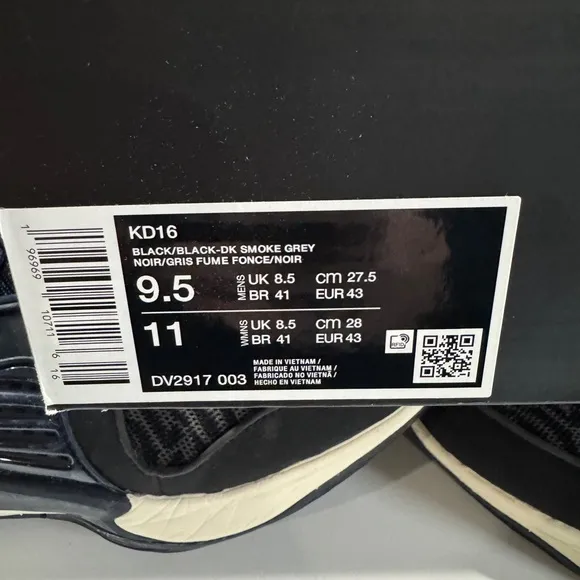 KD16
BLACK/BLACK-DK SMOKE GREY
NOIR/GRIS FUME FONCE/NOIR
9.5 MENS UK 8.5 cm 27.5
BR 41 EUR 43
11 WMNS UK 8.5 cm 28
BR 41 EUR 43
RFID
DV2917 003
MADE IN VIETNAM /
FABRIQUE AU VIETNAM /
FABRICADO NO VIETNÃ /
HECHO EN VIETNAM
1 96969 10711 6 16